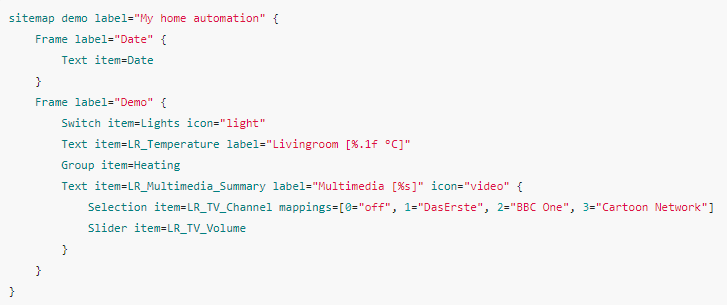 sitemap demo label="My home automation" {
    Frame label="Date" {
        Text item=Date
    }
    Frame label="Demo" {
        Switch item=Lights icon="light"
        Text item=LR_Temperature label="Livingroom [%.1f °C]"
        Group item=Heating
        Text item=LR_Multimedia_Summary label="Multimedia [%s]" icon="video" {
            Selection item=LR_TV_Channel mappings=[0="off", 1="DasErste", 2="BBC One", 3="Cartoon Network"]
            Slider item=LR_TV_Volume
        }
    }
}